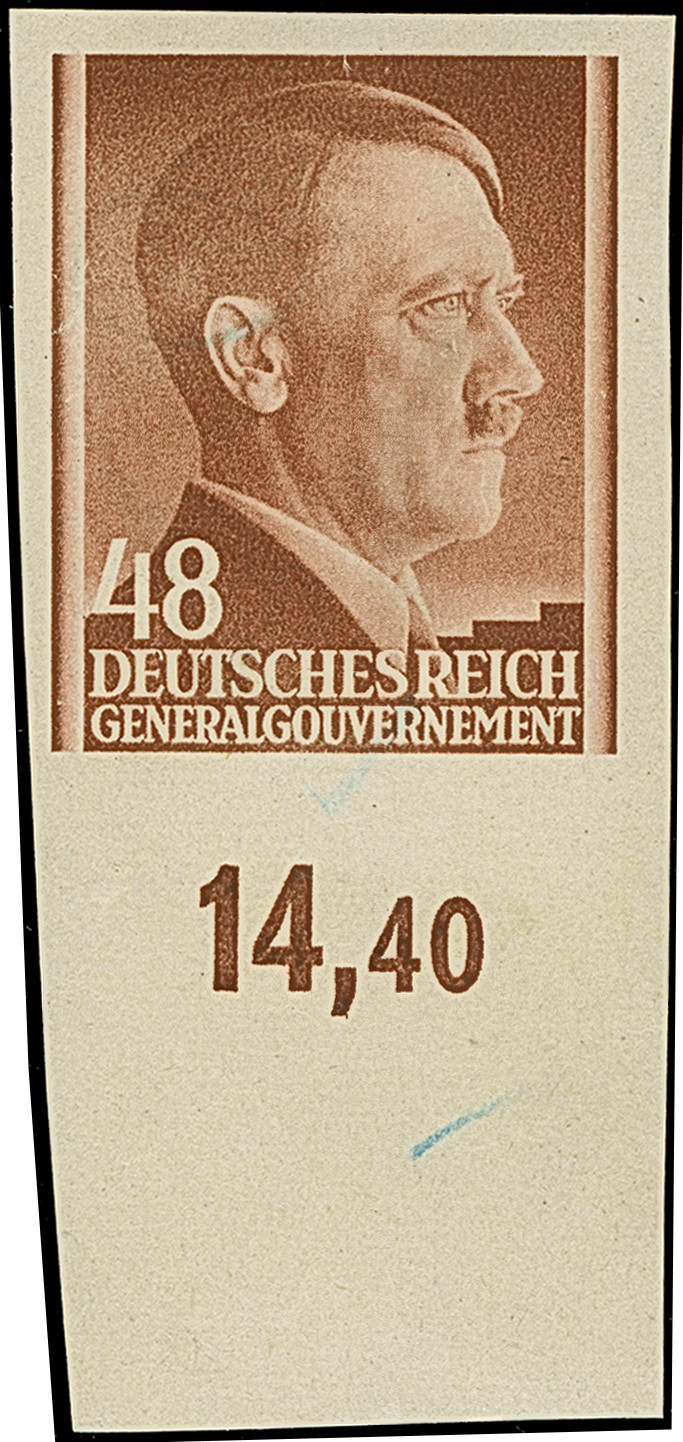 48
DEUTSCHES REICH
GENERALGOUVERNEMENT
14,40